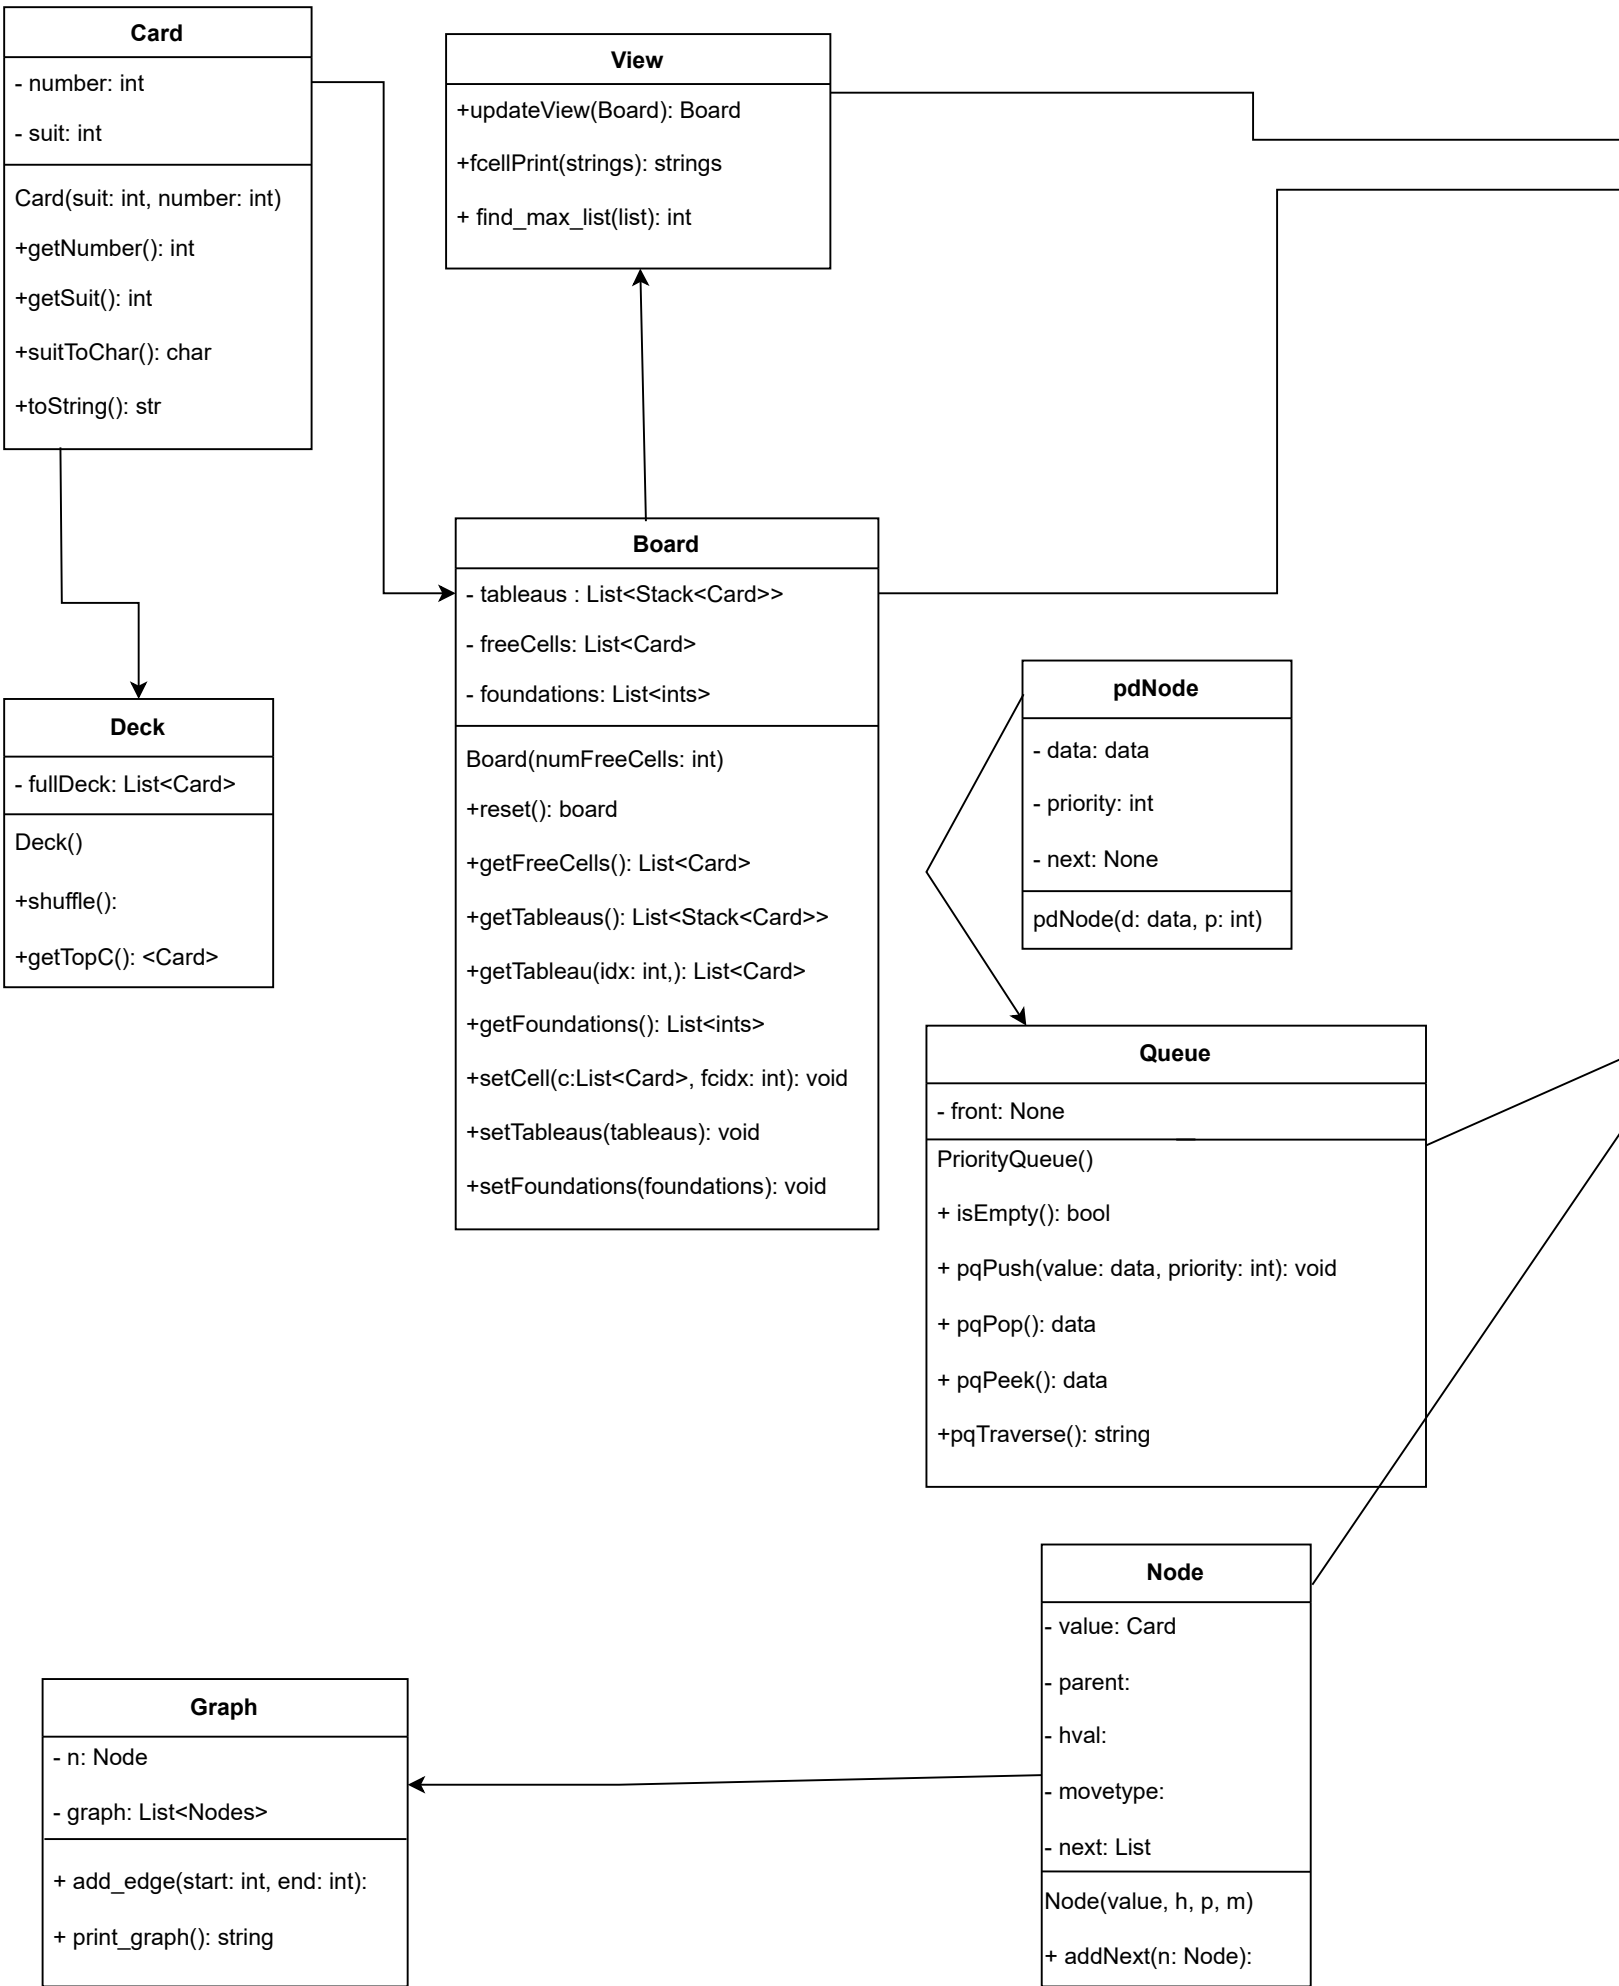 Card
- number: int
- suit: int
Card(suit: int, number: int)
+getNumber(): int
+getSuit(): int
+suitToChar(): char
+toString(): str
View
+updateView(Board): Board
+fcellPrint(strings): strings
+ find_max_list(list): int
Deck
- fullDeck: List<Card>
Deck()
+shuffle():
+getTopC(): <Card>
Board
- tableaus : List<Stack<Card>>
- freeCells: List<Card>
- foundations: List<ints>
Board(numFreeCells: int)
+reset(): board
+getFreeCells(): List<Card>
+getTableaus(): List<Stack<Card>>
+getTableau(idx: int,): List<Card>
+getFoundations(): List<ints>
+setCell(c:List<Card>, fcidx: int): void
+setTableaus(tableaus): void
+setFoundations(foundations): void
pdNode
- data: data
- priority: int
- next: None
pdNode(d: data, p: int)
Queue
- front: None
PriorityQueue()
+ isEmpty(): bool
+ pqPush(value: data, priority: int): void
+ pqPop(): data
+ pqPeek(): data
+pqTraverse(): string
Node
- value: Card
- parent:
- hval:
- movetype:
- next: List
Node(value, h, p, m)
+ addNext(n: Node):
Graph
- n: Node
- graph: List<Nodes>
+ add_edge(start: int, end: int):
+ print_graph(): string